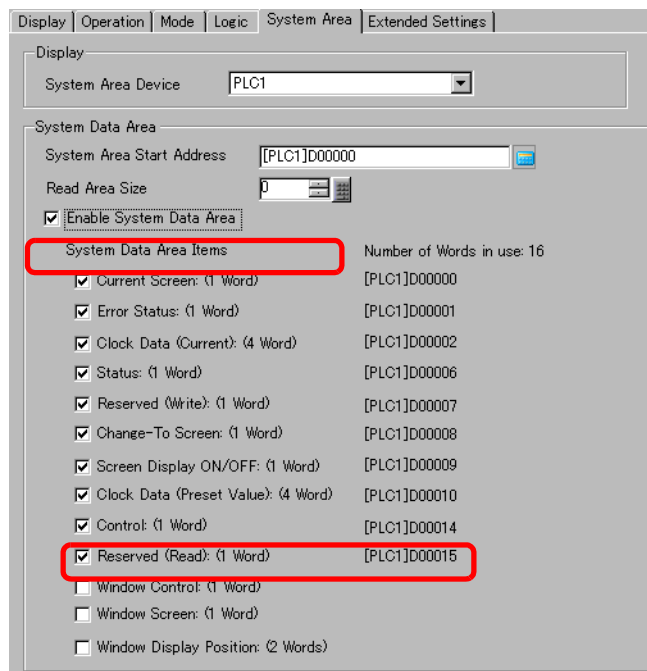 Display Operation Mode Logic System Area Extended Settings
Display
System Area Device PLC1
System Data Area
System Area Start Address [PLC1]D00000
Read Area Size 0
Enable System Data Area
System Data Area Items Number of Words in use: 16
Current Screen: (1 Word) [PLC1]D00000
Error Status: (1 Word) [PLC1]D00001
Clock Data (Current): (4 Word) [PLC1]D00002
Status: (1 Word) [PLC1]D00006
Reserved (Write): (1 Word) [PLC1]D00007
Change-To Screen: (1 Word) [PLC1]D00008
Screen Display ON/OFF: (1 Word) [PLC1]D00009
Clock Data (Preset Value): (4 Word) [PLC1]D00010
Control: (1 Word) [PLC1]D00014
Reserved (Read): (1 Word) [PLC1]D00015
Window Control: (1 Word)
Window Screen: (1 Word)
Window Display Position: (2 Words)